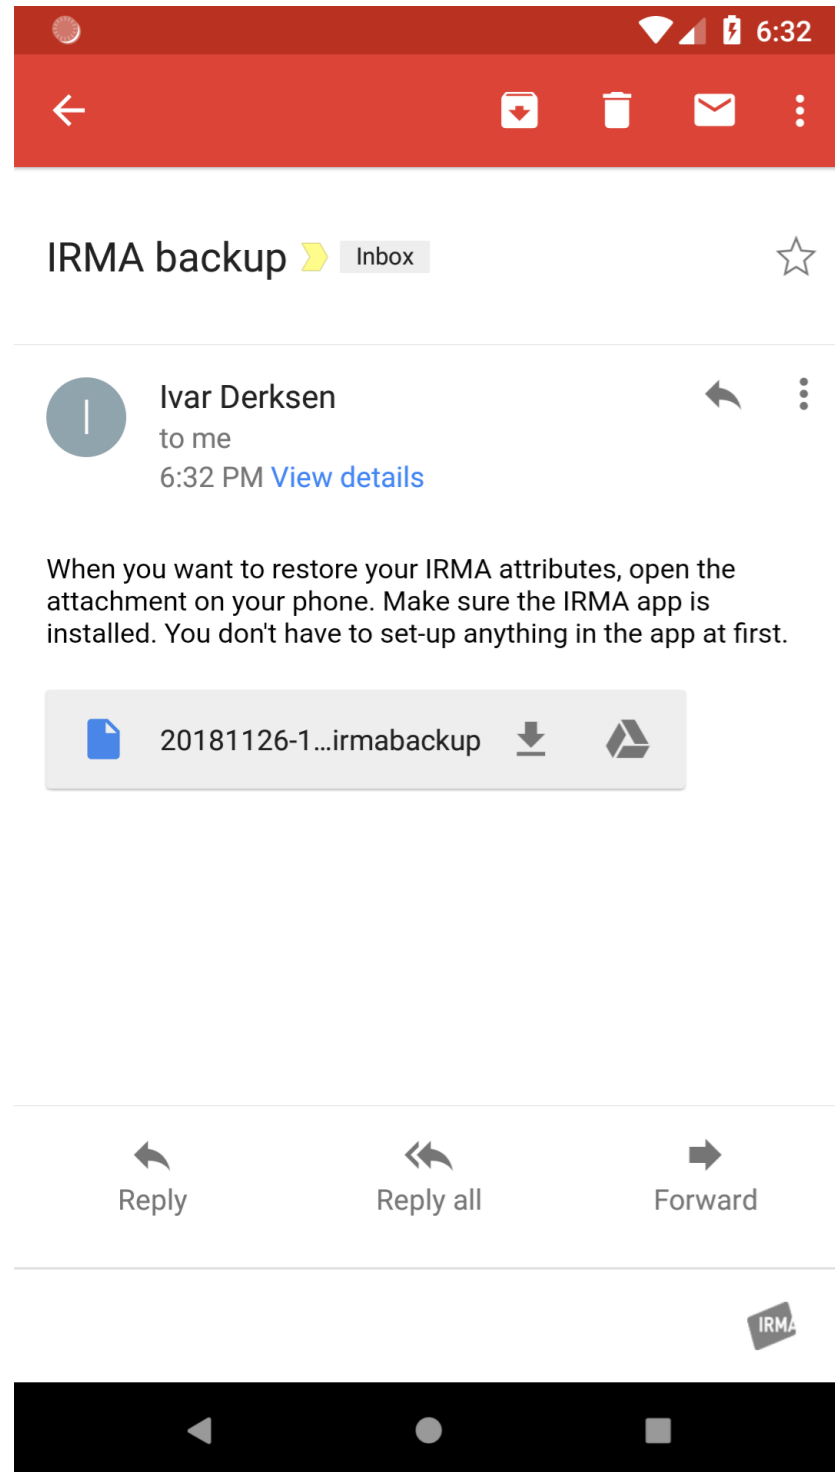 6:32
IRMA backup Inbox
I
Ivar Derksen
to me
6:32 PM View details
When you want to restore your IRMA attributes, open the
attachment on your phone. Make sure the IRMA app is
installed. You don't have to set-up anything in the app at first.
20181126-1...irmabackup
Reply Reply all Forward
IRMA